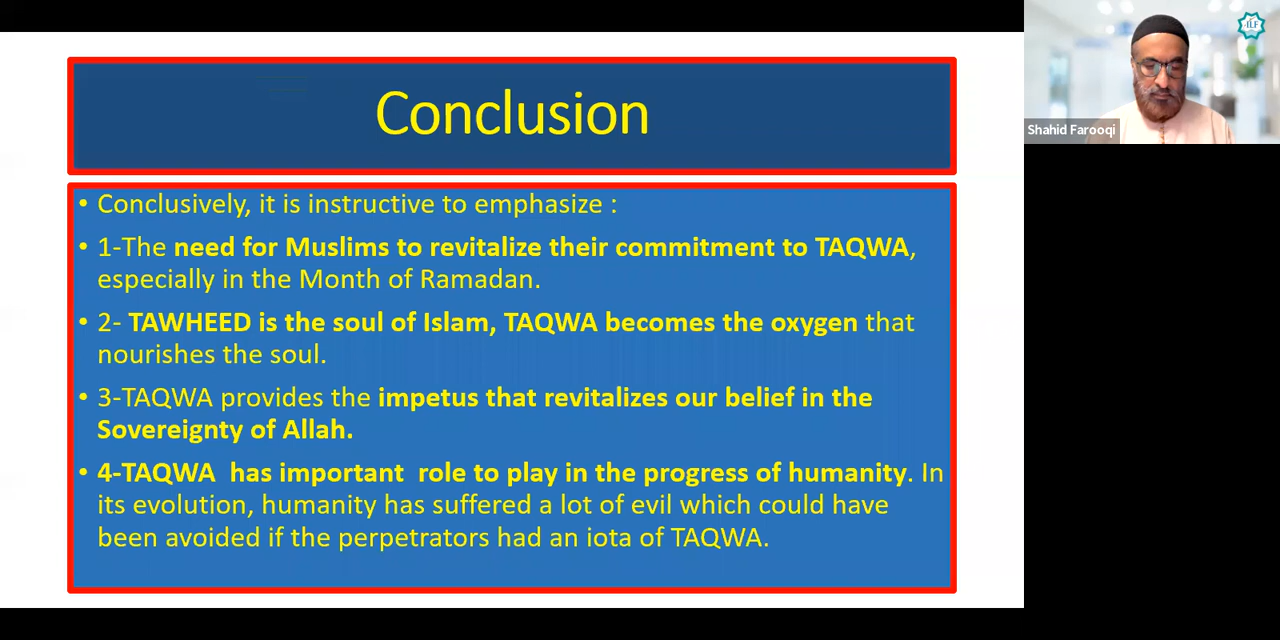 Conclusion
• Conclusively, it is instructive to emphasize :
• 1-The need for Muslims to revitalize their commitment to TAQWA,
especially in the Month of Ramadan.
• 2- TAWHEED is the soul of Islam, TAQWA becomes the oxygen that
nourishes the soul.
• 3-TAQWA provides the impetus that revitalizes our belief in the
Sovereignty of Allah.
• 4-TAQWA  has important  role to play in the progress of humanity. In
its evolution, humanity has suffered a lot of evil which could have
been avoided if the perpetrators had an iota of TAQWA.
ILF
Shahid Farooqi